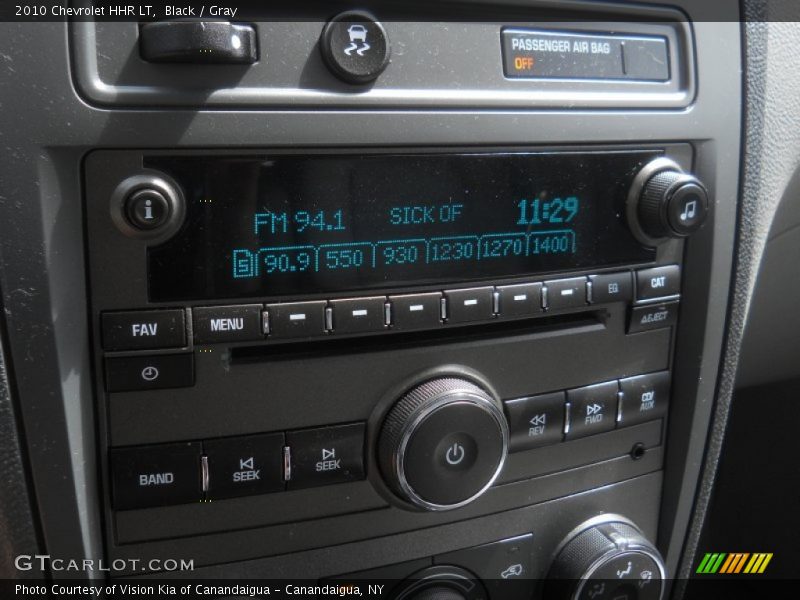 2010 Chevrolet HHR LT, Black / Gray
PASSENGER AIR BAG
OFF
FM 94.1 SICK OF 11:29
5 90.9 550 930 1230 1270 1400
FAV MENU EQ CAT
EJECT
REV FWD AUX
BAND SEEK SEEK
GTCARLOT.COM
Photo Courtesy of Vision Kia of Canandaigua - Canandaigua, NY